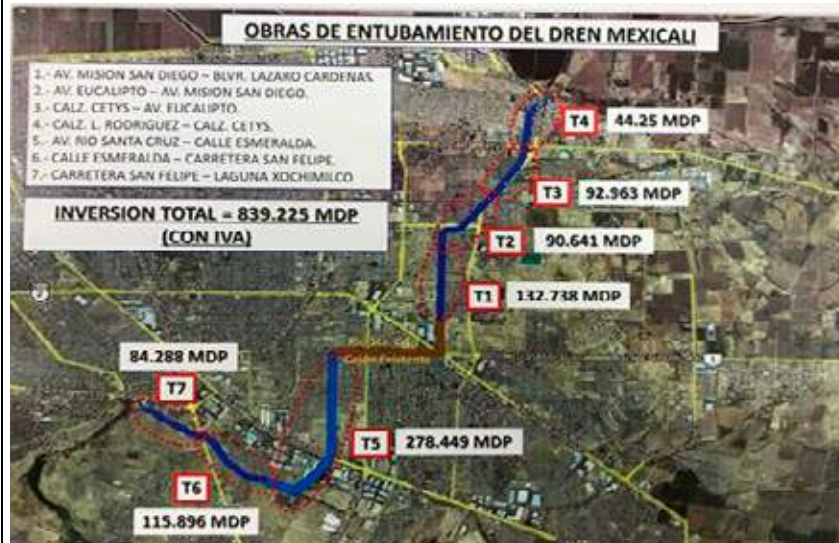 OBRAS DE ENTUBAMIENTO DEL DREN MEXICALI
1.- AV. MISION SAN DIEGO – BLVR. LAZARO CARDENAS.
2.- AV. EUCALIPTO – AV. MISION SAN DIEGO.
3.- CALZ. CETYS – AV. EUCALIPTO.
4.- CALZ. L. RODRIGUEZ – CALZ. CETYS.
5.- AV. RIO SANTA CRUZ – CALLE ESMERALDA.
6.- CALLE ESMERALDA – CARRETERA SAN FELIPE.
7.- CARRETERA SAN FELIPE – LAGUNA XOCHIMILCO
INVERSION TOTAL = 839.225 MDP
(CON IVA)
T4 44.25 MDP
T3 92.963 MDP
T2 90.641 MDP
T1 132.738 MDP
84.288 MDP
T7
T5 278.449 MDP
T6
115.896 MDP